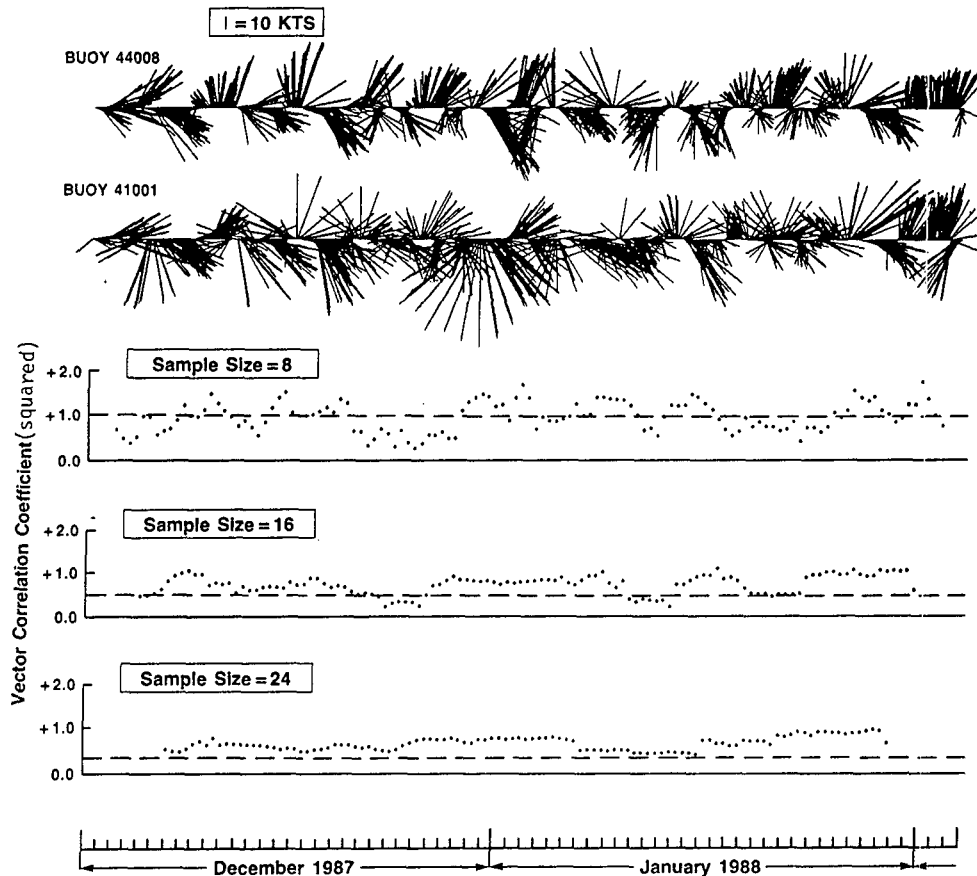 I = 10 KTS
BUOY 44008
BUOY 41001
Vector Correlation Coefficient (squared)
Sample Size = 8
+2.0
+1.0
0.0
Sample Size = 16
+2.0
+1.0
0.0
Sample Size = 24
+2.0
+1.0
0.0
December 1987
January 1988